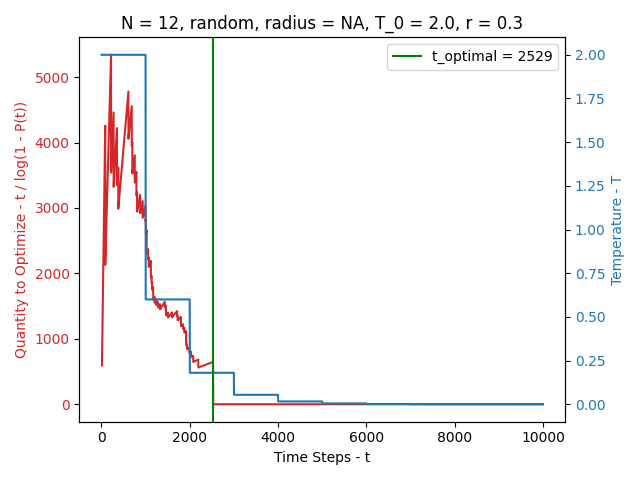 N = 12, random, radius = NA, T_0 = 2.0, r = 0.3
t_optimal = 2529
Quantity to Optimize - t / log(1 - P(t))
5000
4000
3000
2000
1000
0
2.00
1.75
1.50
1.25
1.00
0.75
0.50
0.25
0.00
Temperature - T
0 2000 4000 6000 8000 10000
Time Steps - t